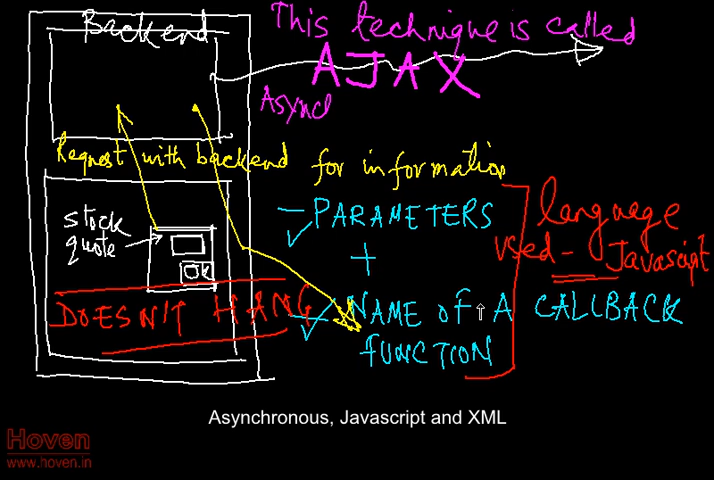 Backend
This technique is called
AJAX
Async
Request with backend for information
stock
quote
OK
DOESN'T HANG
- PARAMETERS
+
NAME OF A CALLBACK
FUNCTION
language
used - Javascript
Asynchronous, Javascript and XML
Hoven
www.hoven.in